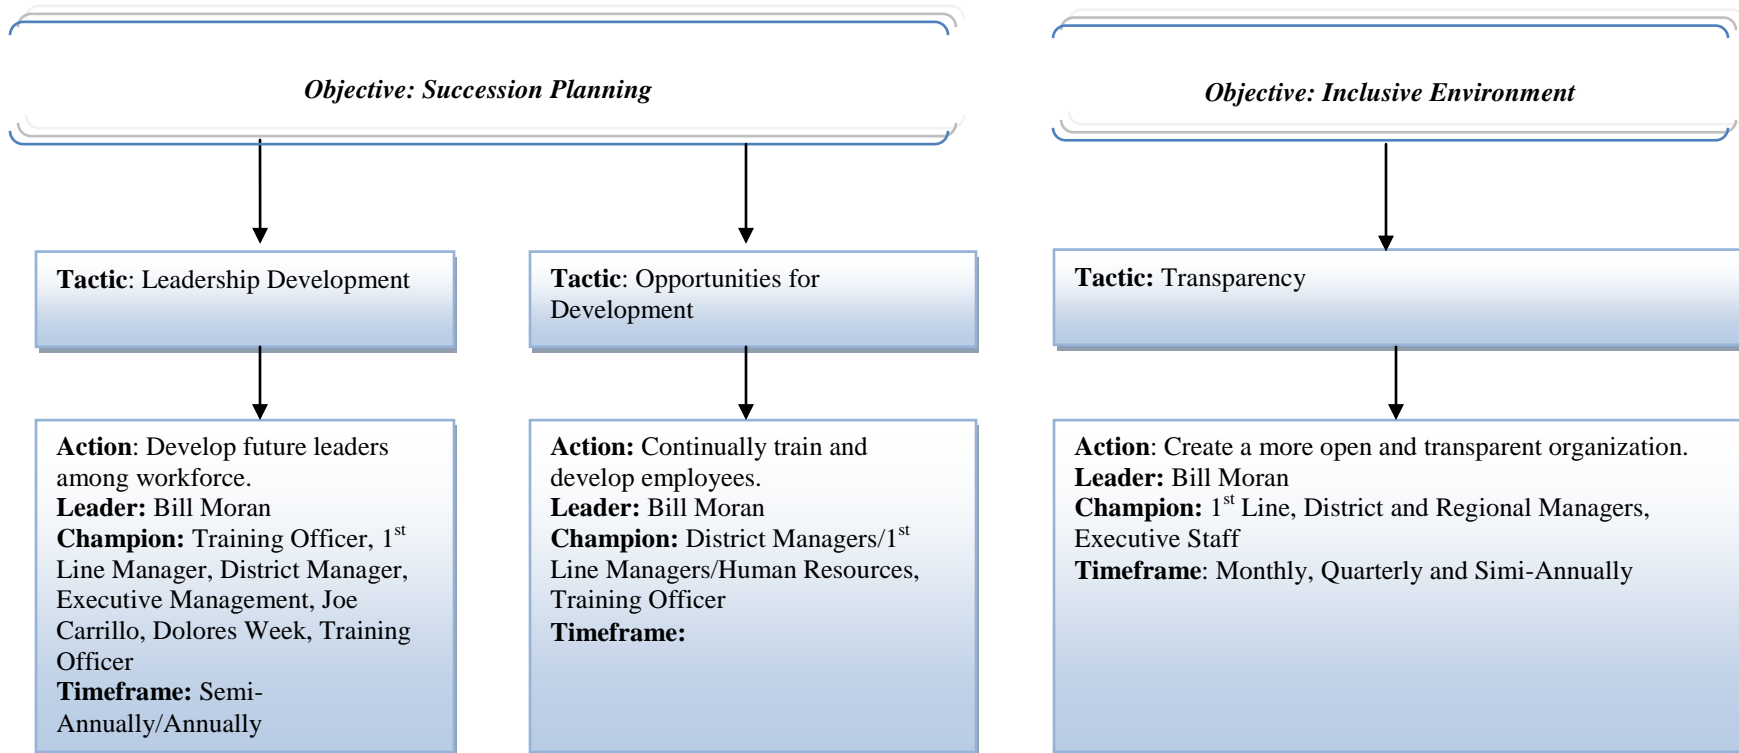 Objective: Succession Planning
Objective: Inclusive Environment
Tactic: Leadership Development
Tactic: Opportunities for
Development
Tactic: Transparency
Action: Develop future leaders
among workforce.
Leader: Bill Moran
Champion: Training Officer, 1st
Line Manager, District Manager,
Executive Management, Joe
Carrillo, Dolores Week, Training
Officer
Timeframe: Semi-
Annually/Annually
Action: Continually train and
develop employees.
Leader: Bill Moran
Champion: District Managers/1st
Line Managers/Human Resources,
Training Officer
Timeframe:
Action: Create a more open and transparent organization.
Leader: Bill Moran
Champion: 1st Line, District and Regional Managers,
Executive Staff
Timeframe: Monthly, Quarterly and Simi-Annually